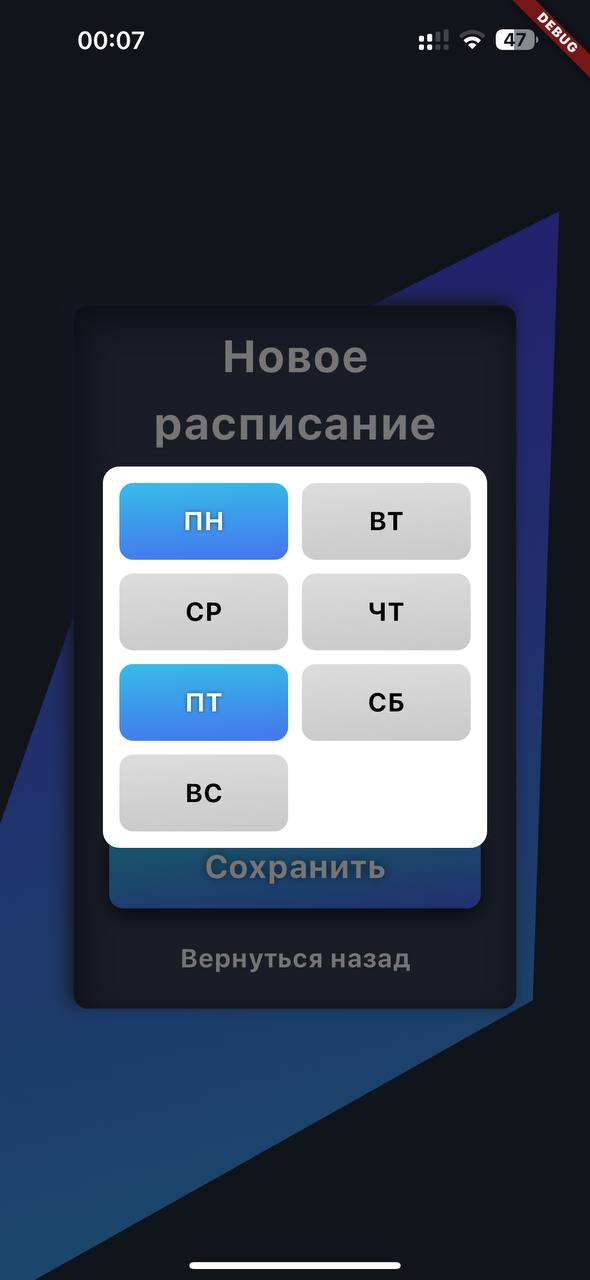 00:07
47
DEBUG
Новое
расписание
ПН
ВТ
СР
ЧТ
ПТ
СБ
ВС
Сохранить
Вернуться назад